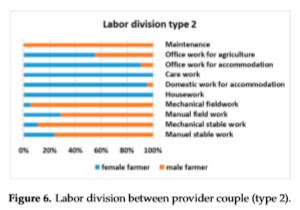 Labor division type 2
Maintenance
Office work for agriculture
Office work for accommodation
Care work
Domestic work for accommodation
Housework
Mechanical fieldwork
Manual field work
Mechanical stable work
Manuel stable work
0% 20% 40% 60% 80% 100%
female farmer male farmer
Figure 6. Labor division between provider couple (type 2).